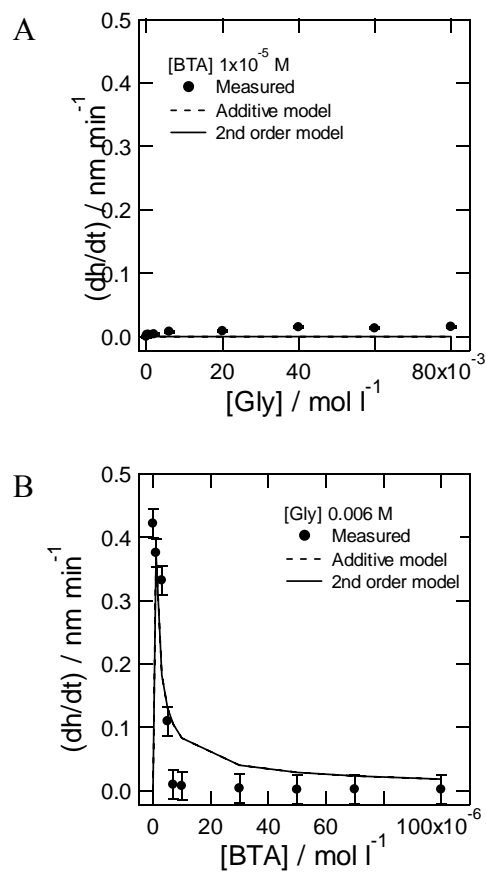 A
0.5
0.4
0.3
0.2
0.1
0.0
(dh/dt) / nm min⁻¹
[BTA] 1x10⁻⁵ M
Measured
Additive model
2nd order model
0
20
40
60
80x10⁻³
[Gly] / mol l⁻¹
B
0.5
0.4
0.3
0.2
0.1
0.0
(dh/dt) / nm min⁻¹
[Gly] 0.006 M
Measured
Additive model
2nd order model
0
20
40
60
100x10⁻⁶
[BTA] / mol l⁻¹